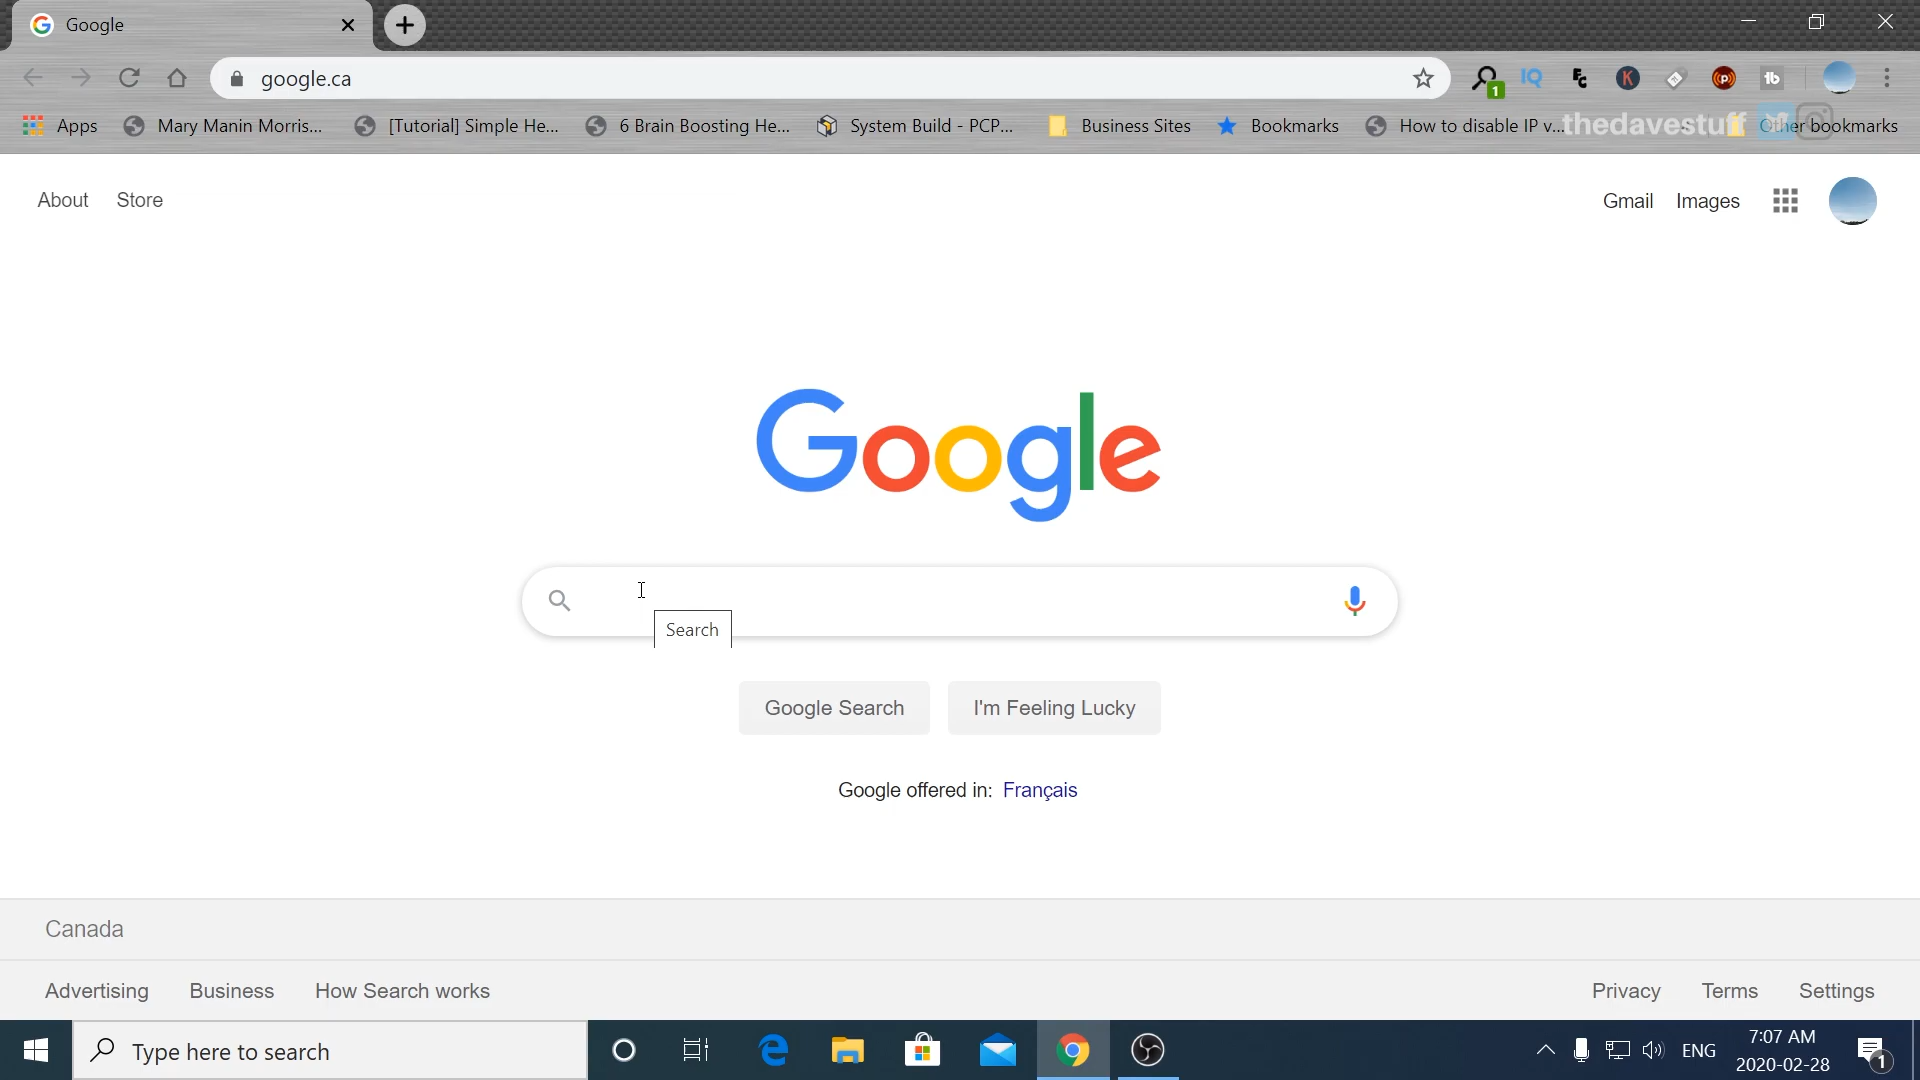 Google
google.ca
1
Apps
Mary Manin Morris...
[Tutorial] Simple He...
6 Brain Boosting He...
System Build - PCP...
Business Sites
Bookmarks
How to disable IP v...
thedavestuff
Other bookmarks
About
Store
Gmail
Images
Google
Search
Google Search
I'm Feeling Lucky
Google offered in: Français
Canada
Advertising
Business
How Search works
Privacy
Terms
Settings
Type here to search
ENG
7:07 AM
2020-02-28
1